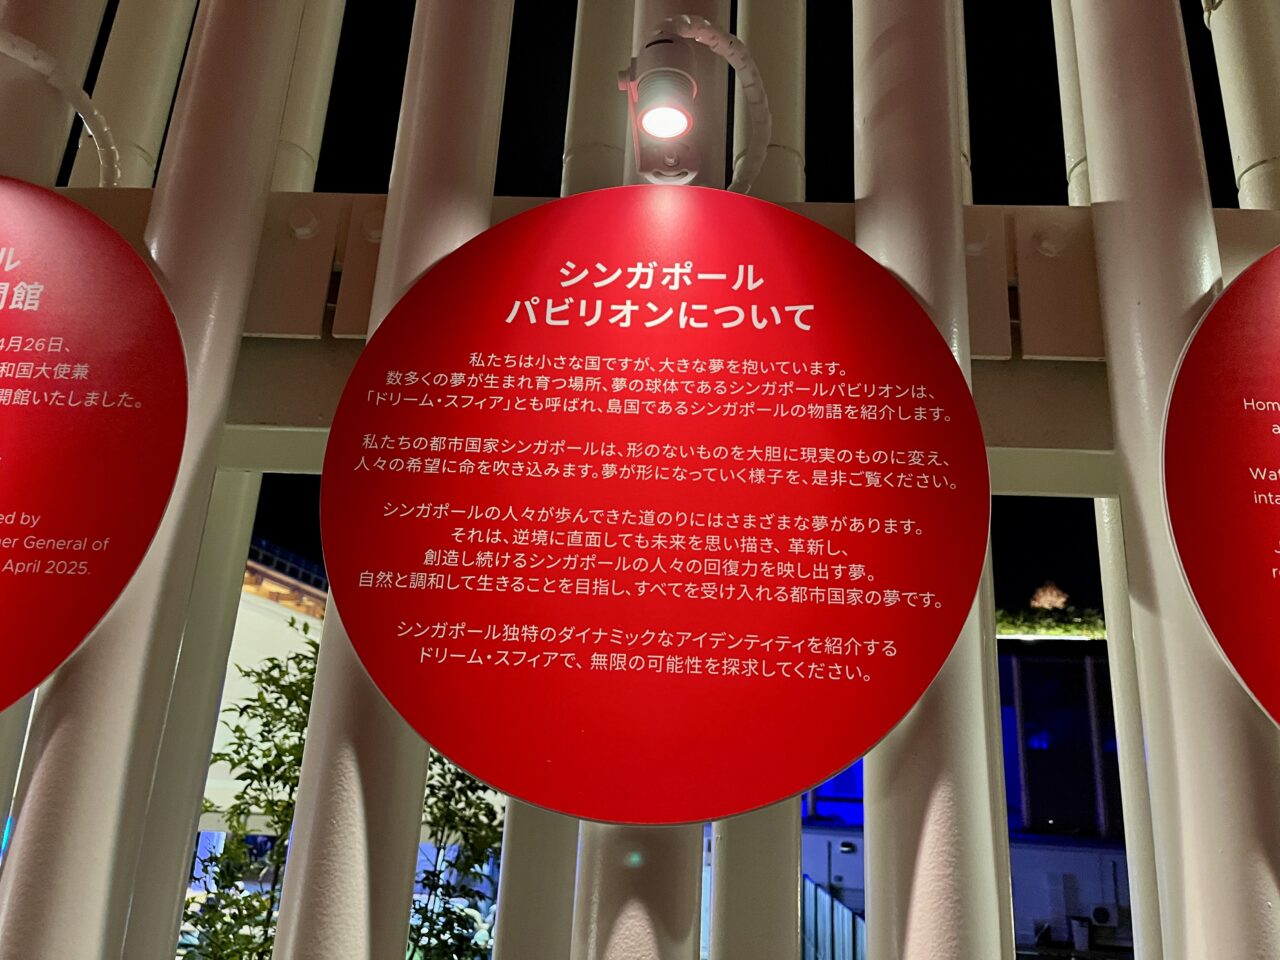 ル
館
4月26日、
和国大使兼
開館いたしました。
ed by
er General of
April 2025.
シンガポール
パビリオンについて
私たちは小さな国ですが、大きな夢を抱いています。
数多くの夢が生まれ育つ場所、夢の球体であるシンガポールパビリオンは、
「ドリーム・スフィア」とも呼ばれ、島国であるシンガポールの物語を紹介します。
私たちの都市国家シンガポールは、形のないものを大胆に現実のものに変え、
人々の希望に命を吹き込みます。夢が形になっていく様子を、是非ご覧ください。
シンガポールの人々が歩んできた道のりにはさまざまな夢があります。
それは、逆境に直面しても未来を思い描き、革新し、
創造し続けるシンガポールの人々の回復力を映し出す夢。
自然と調和して生きることを目指し、すべてを受け入れる都市国家の夢です。
シンガポール独特のダイナミックなアイデンティティを紹介する
ドリーム・スフィアで、無限の可能性を探求してください。
Hom
a
Wat
inta